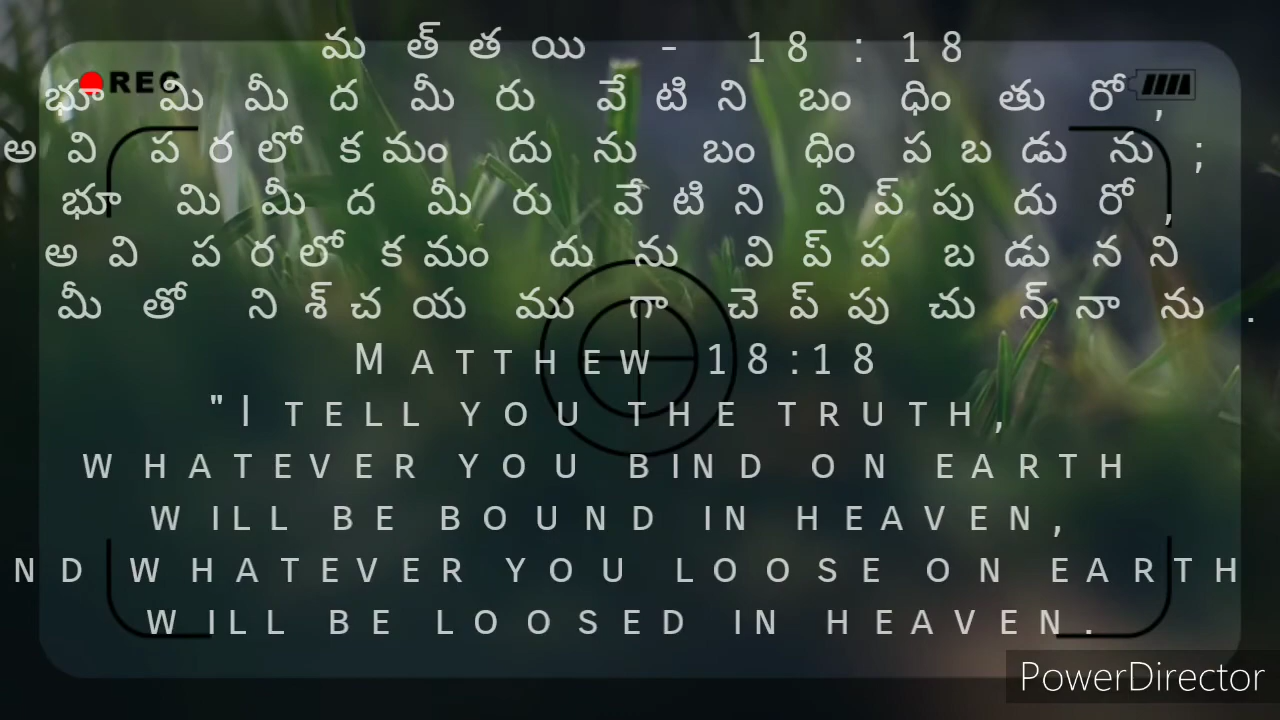 మత్తయి - 18 : 18
REC
భూమిమీద మీరు వేటిని బంధింతురో,
అవి పరలోకమందును బంధింపబడును;
భూమిమీద మీరు వేటిని విప్పుదురో,
అవి పరలోకమందును విప్పబడునని
మీతో నిశ్చయముగా చెప్పుచున్నాను.
MATTHEW 18:18
"I TELL YOU THE TRUTH,
WHATEVER YOU BIND ON EARTH
WILL BE BOUND IN HEAVEN,
ND WHATEVER YOU LOOSE ON EARTH
WILL BE LOOSED IN HEAVEN.
PowerDirector